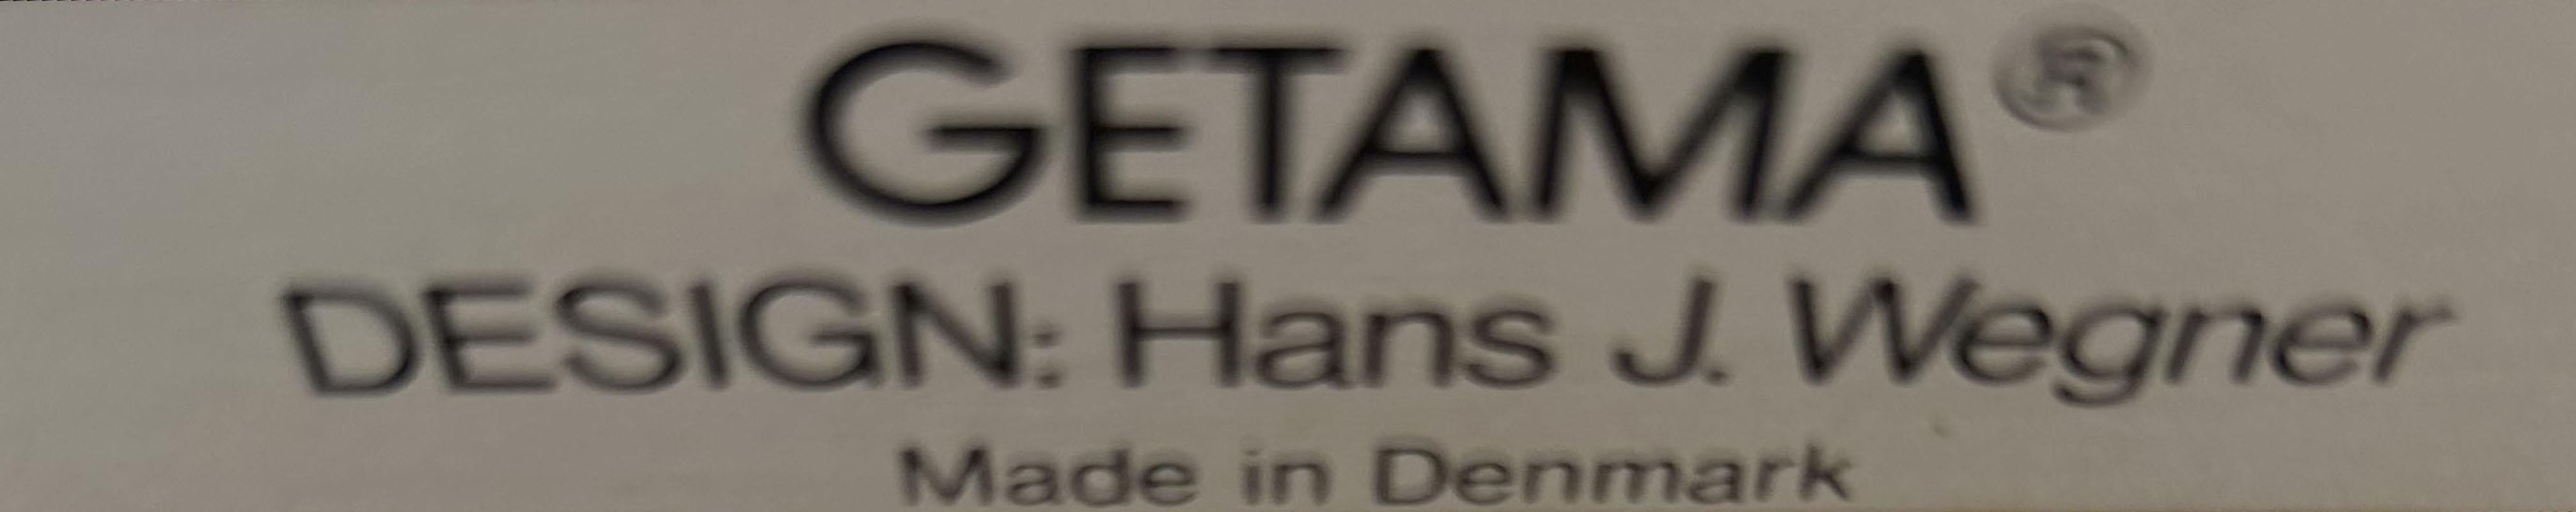 GETAMA®
DESIGN: Hans J. Wegner
Made in Denmark